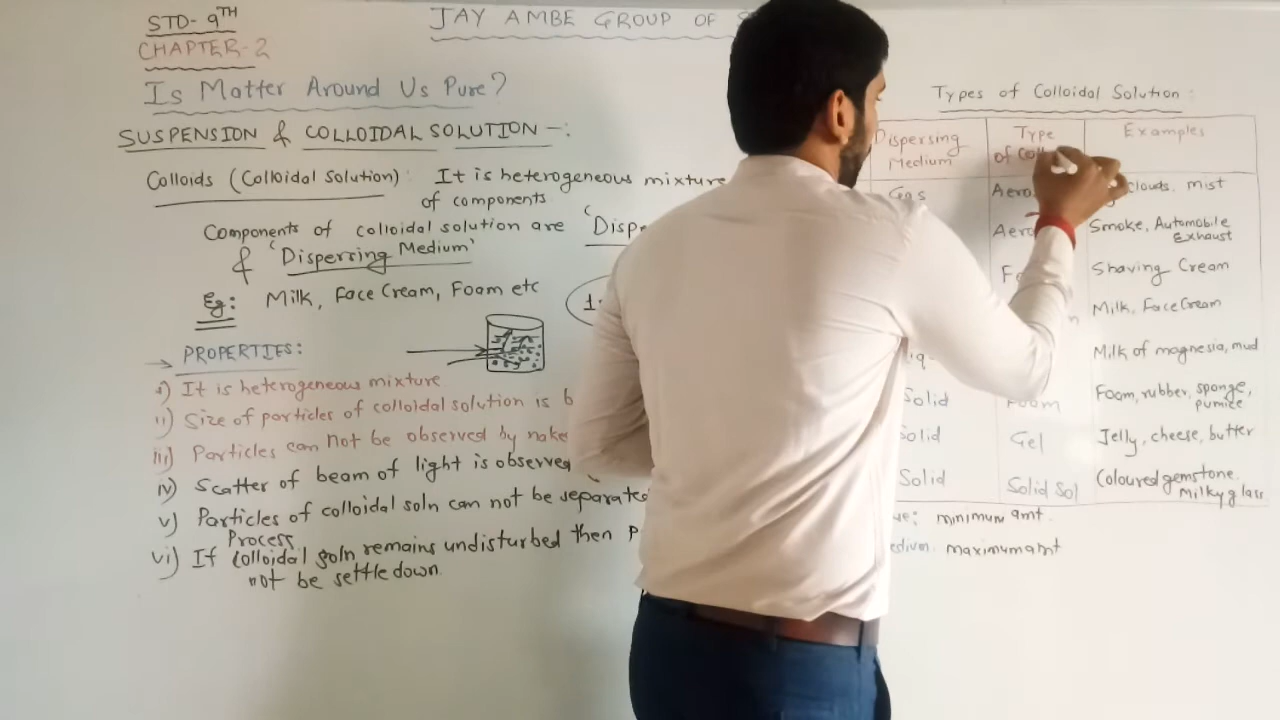 STD- 9TH
CHAPTER-2
JAY AMBE GROUP OF
Is Matter Around Us Pure?
SUSPENSION & COLLOIDAL SOLUTION -:
Colloids (Colloidal Solution): It is heterogeneous mixture
of components
Components of colloidal solution are
& 'Dispersing Medium'
Eg: Milk, Face Cream, Foam etc
PROPERTIES:
i) It is heterogeneous mixture
ii) Size of particles of colloidal solution is
iii) Particles can not be observed by
iv) Scatter of beam of light is observed
v) Particles of colloidal soln can not be separated
Process
vi) If colloidal soln remains undisturbed then
not be settle down.
Types of Colloidal Solution:
Dispersing Medium
Type of
Examples
Gas
clouds, mist
Smoke, Automobile Exhaust
Shaving Cream
Milk, Face Cream
Milk of magnesia, mud
Solid
Foam
Foam, rubber, sponge, pumice
Solid
Gel
Jelly, cheese, butter
Solid
Solid Sol
Coloured gemstone. Milky glass
minimum amt.
maximum amt